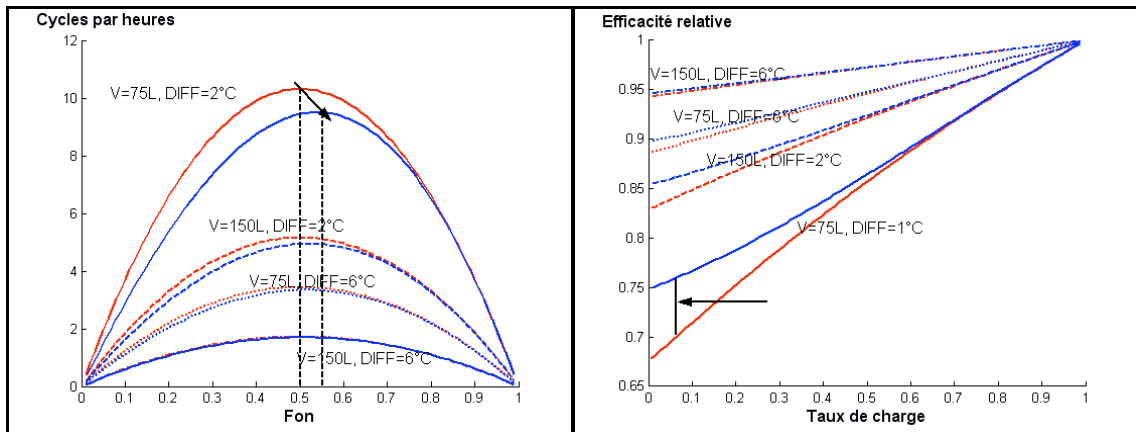 Cycles par heures
12
10
8
6
4
2
0
V=75L, DIFF=2°C
V=150L, DIFF=2°C
V=75L, DIFF=6°C
V=150L, DIFF=6°C
0 0.1 0.2 0.3 0.4 0.5 0.6 0.7 0.8 0.9 1
Fon
Efficacité relative
1
0.95
0.9
0.85
0.8
0.75
0.7
0.65
V=150L, DIFF=6°C
V=75L, DIFF=6°C
V=150L, DIFF=2°C
V=75L, DIFF=1°C
0 0.1 0.2 0.3 0.4 0.5 0.6 0.7 0.8 0.9 1
Taux de charge